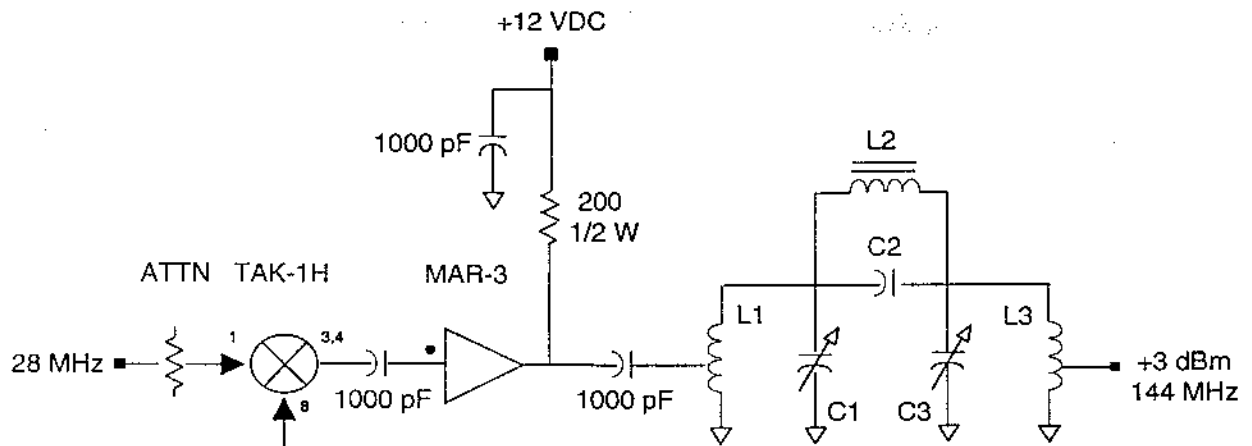 +12 VDC
1000 pF
200
1/2 W
L2
C2
ATTN
TAK-1H
MAR-3
L1
L3
28 MHz
1
3,4
8
1000 pF
1000 pF
C1
C3
+3 dBm
144 MHz